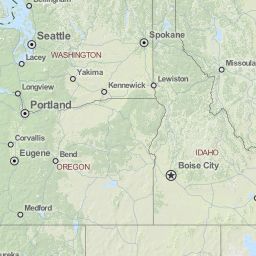 Bellingham
Seattle
Spokane
WASHINGTON
Lacey
Missoula
Yakima
Lewiston
Kennewick
Longview
Portland
Corvallis
IDAHO
Eugene
Bend
OREGON
Boise City
Medford
Eureka
Redding